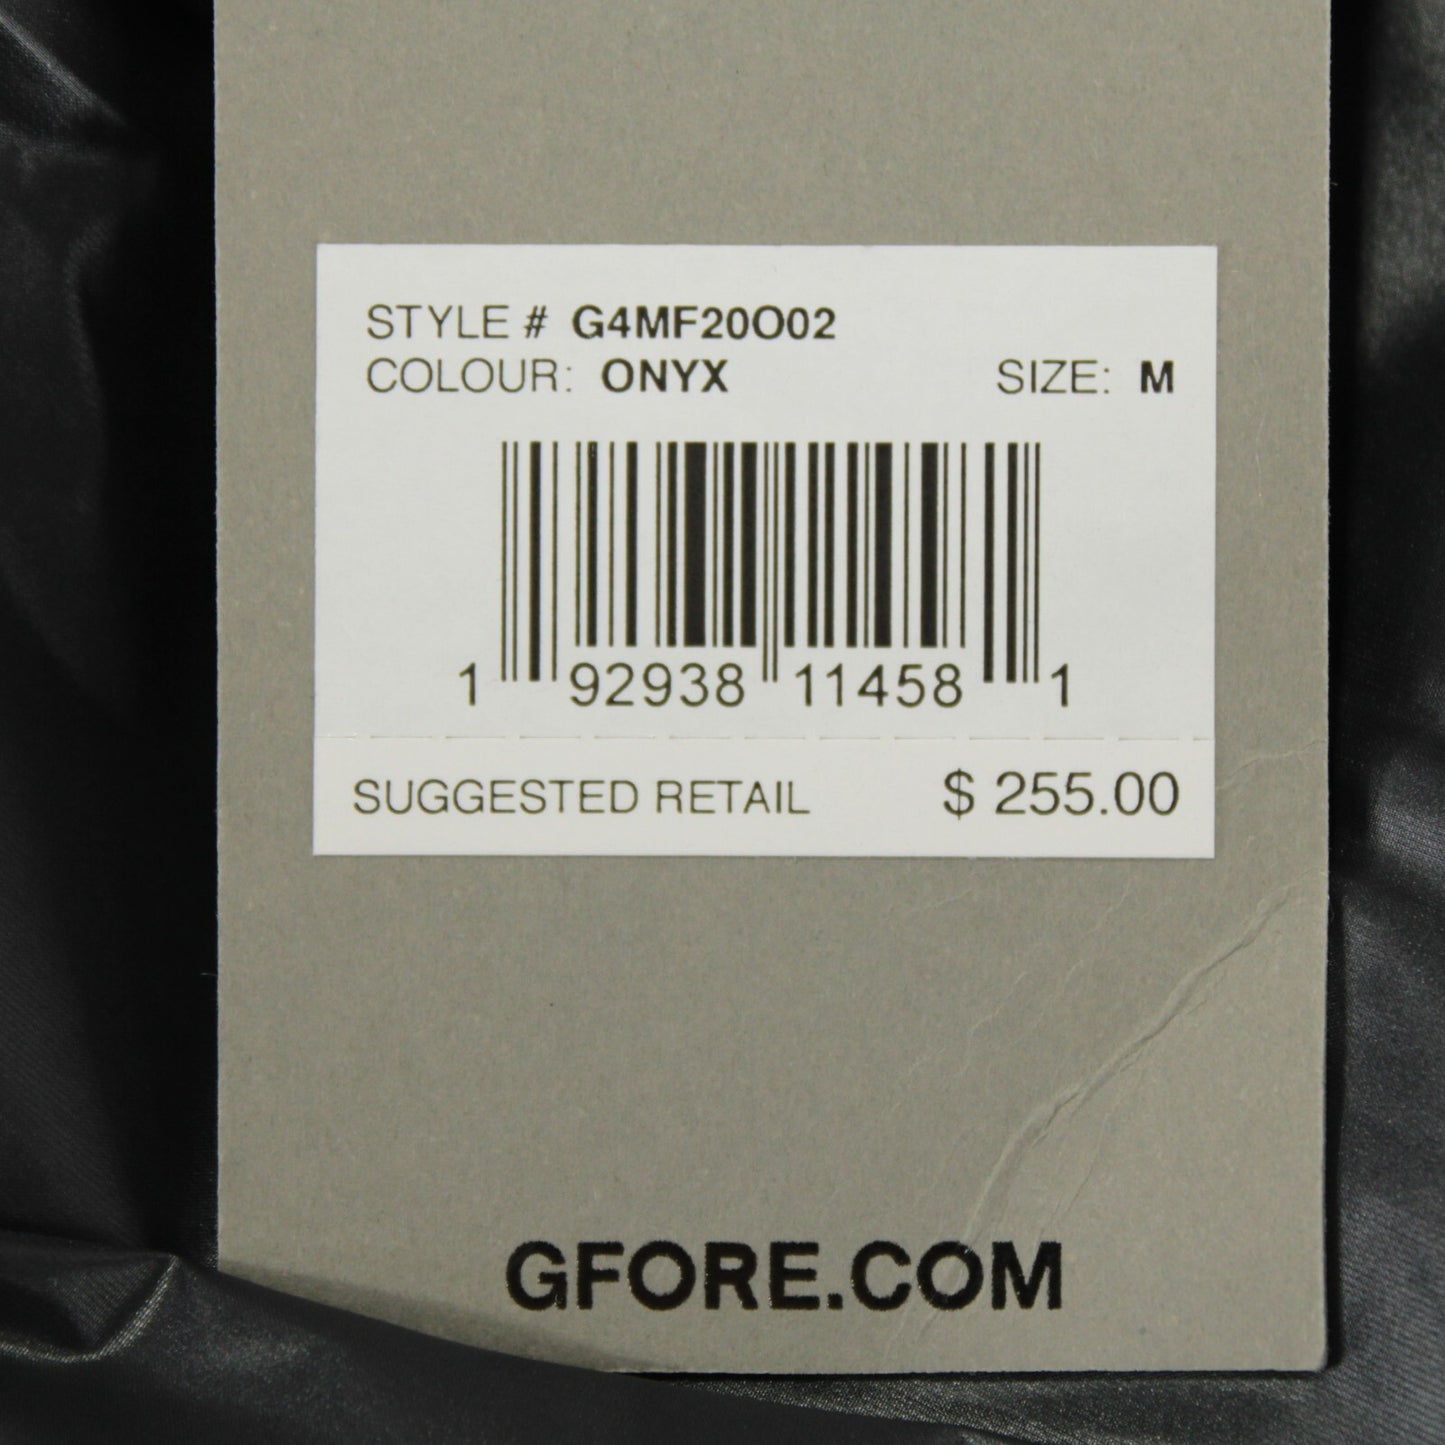 STYLE # G4MF20O02
COLOUR: ONYX SIZE: M
1 92938 11458 1
SUGGESTED RETAIL $ 255.00
GFORE.COM